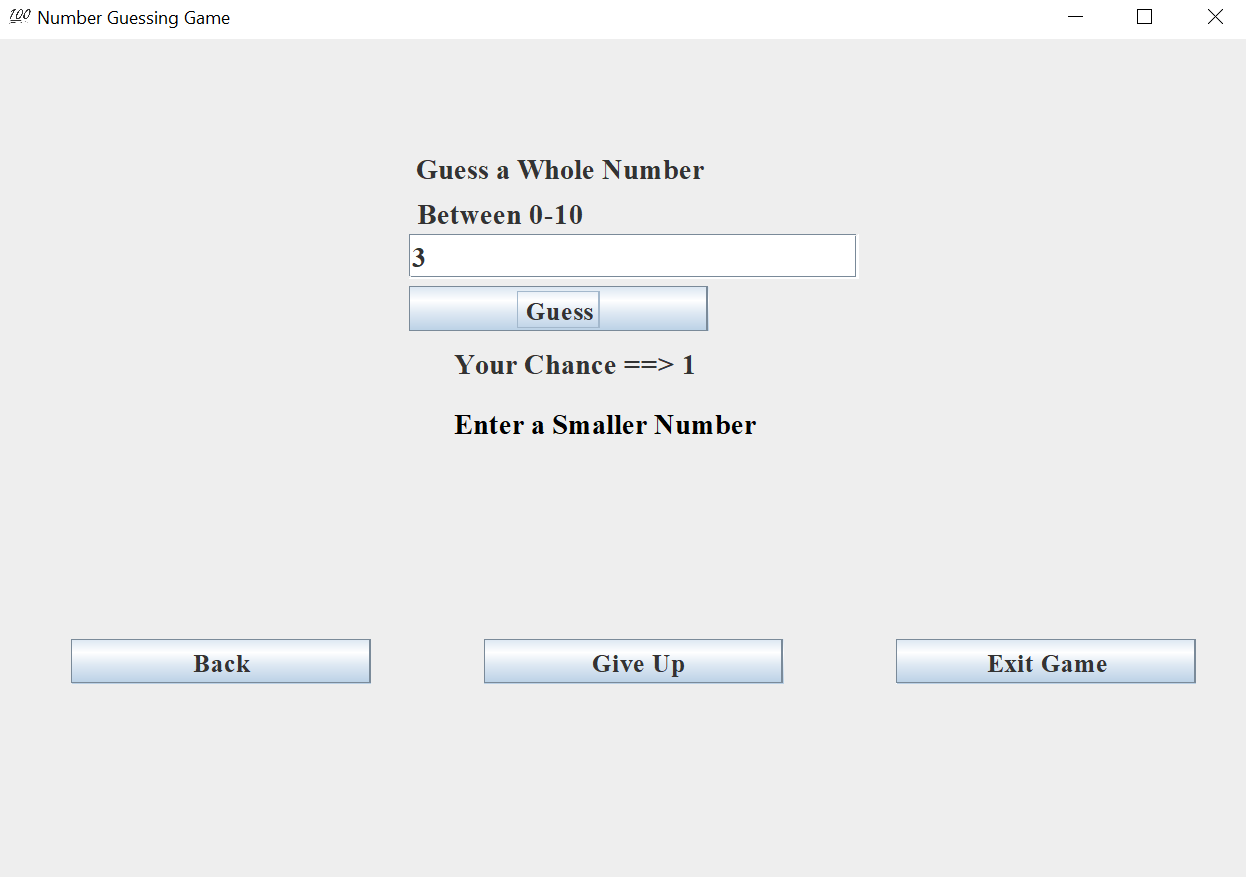 Number Guessing Game
Guess a Whole Number
Between 0-10
3
Guess
Your Chance ==> 1
Enter a Smaller Number
Back
Give Up
Exit Game